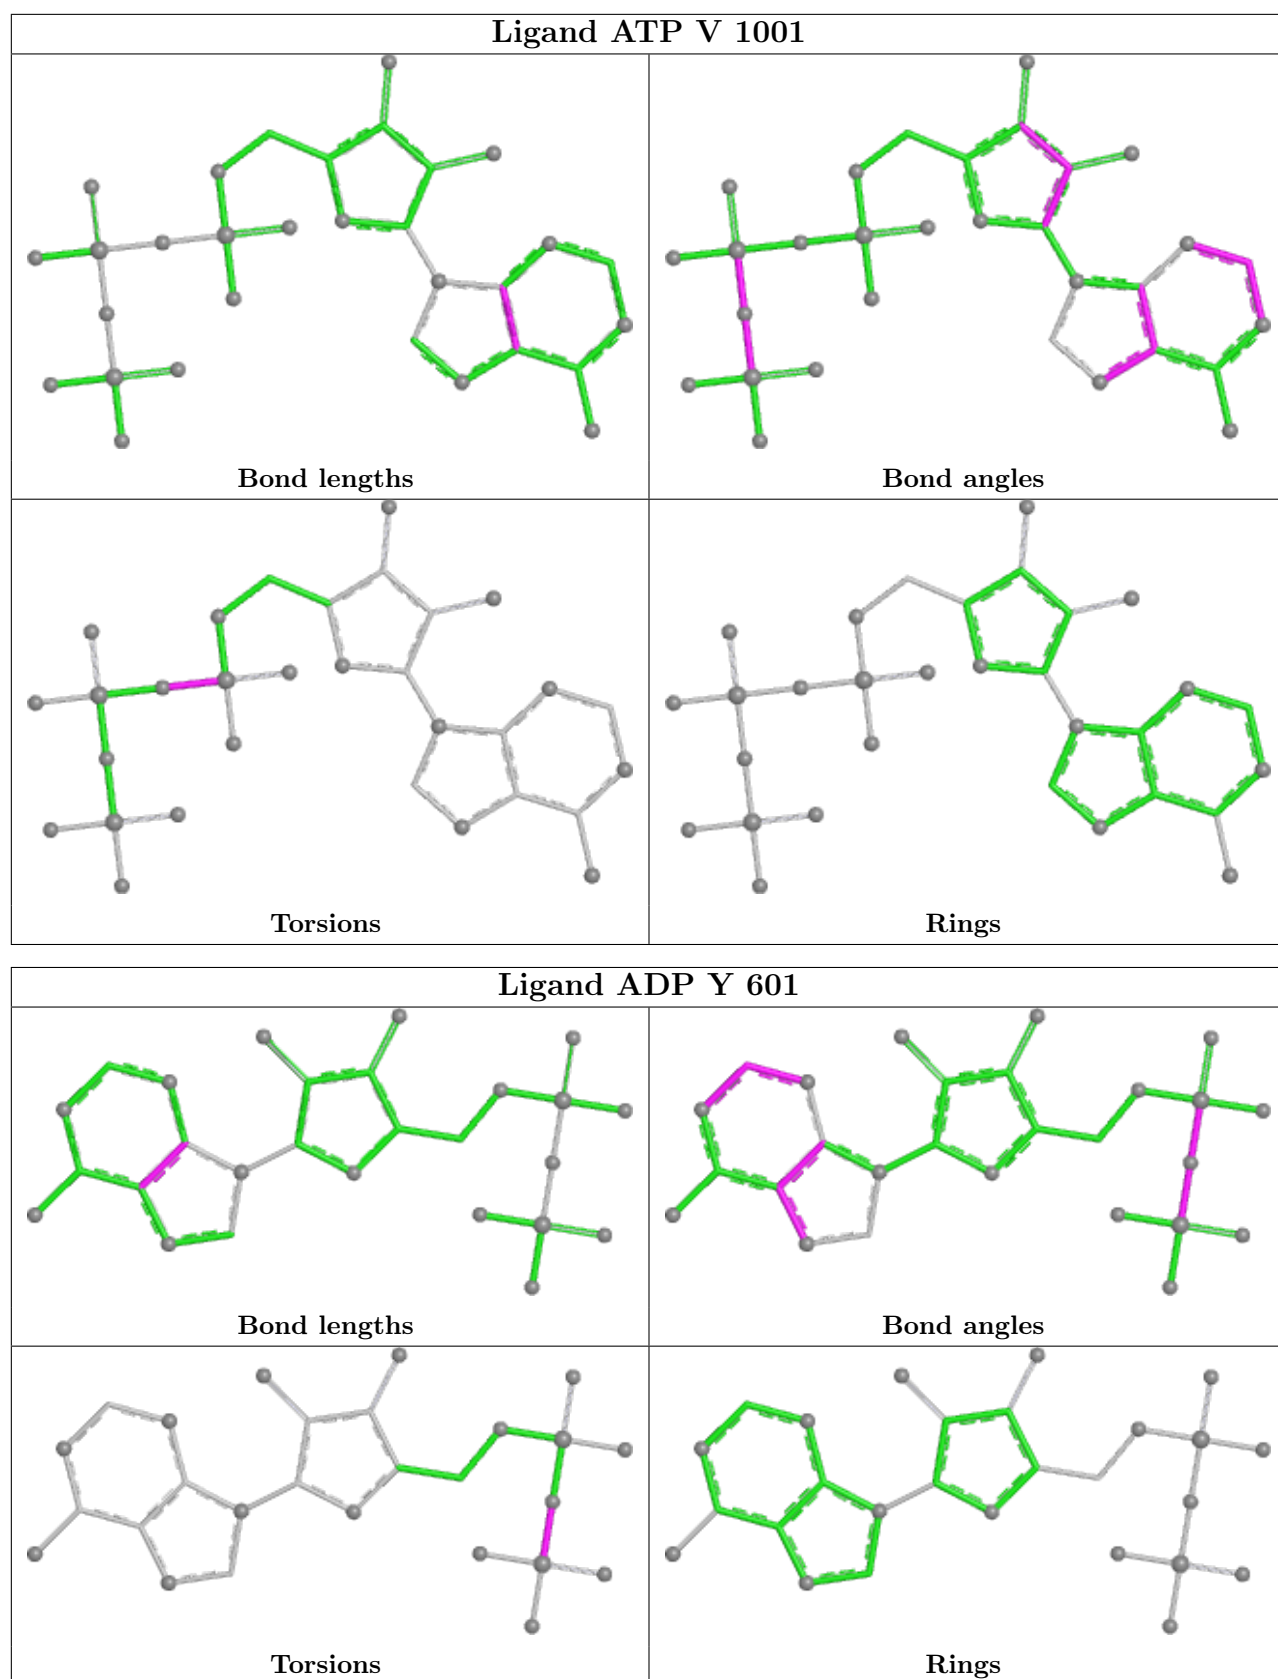 Ligand ATP V 1001
Bond lengths
Bond angles
Torsions
Rings
Ligand ADP Y 601
Bond lengths
Bond angles
Torsions
Rings